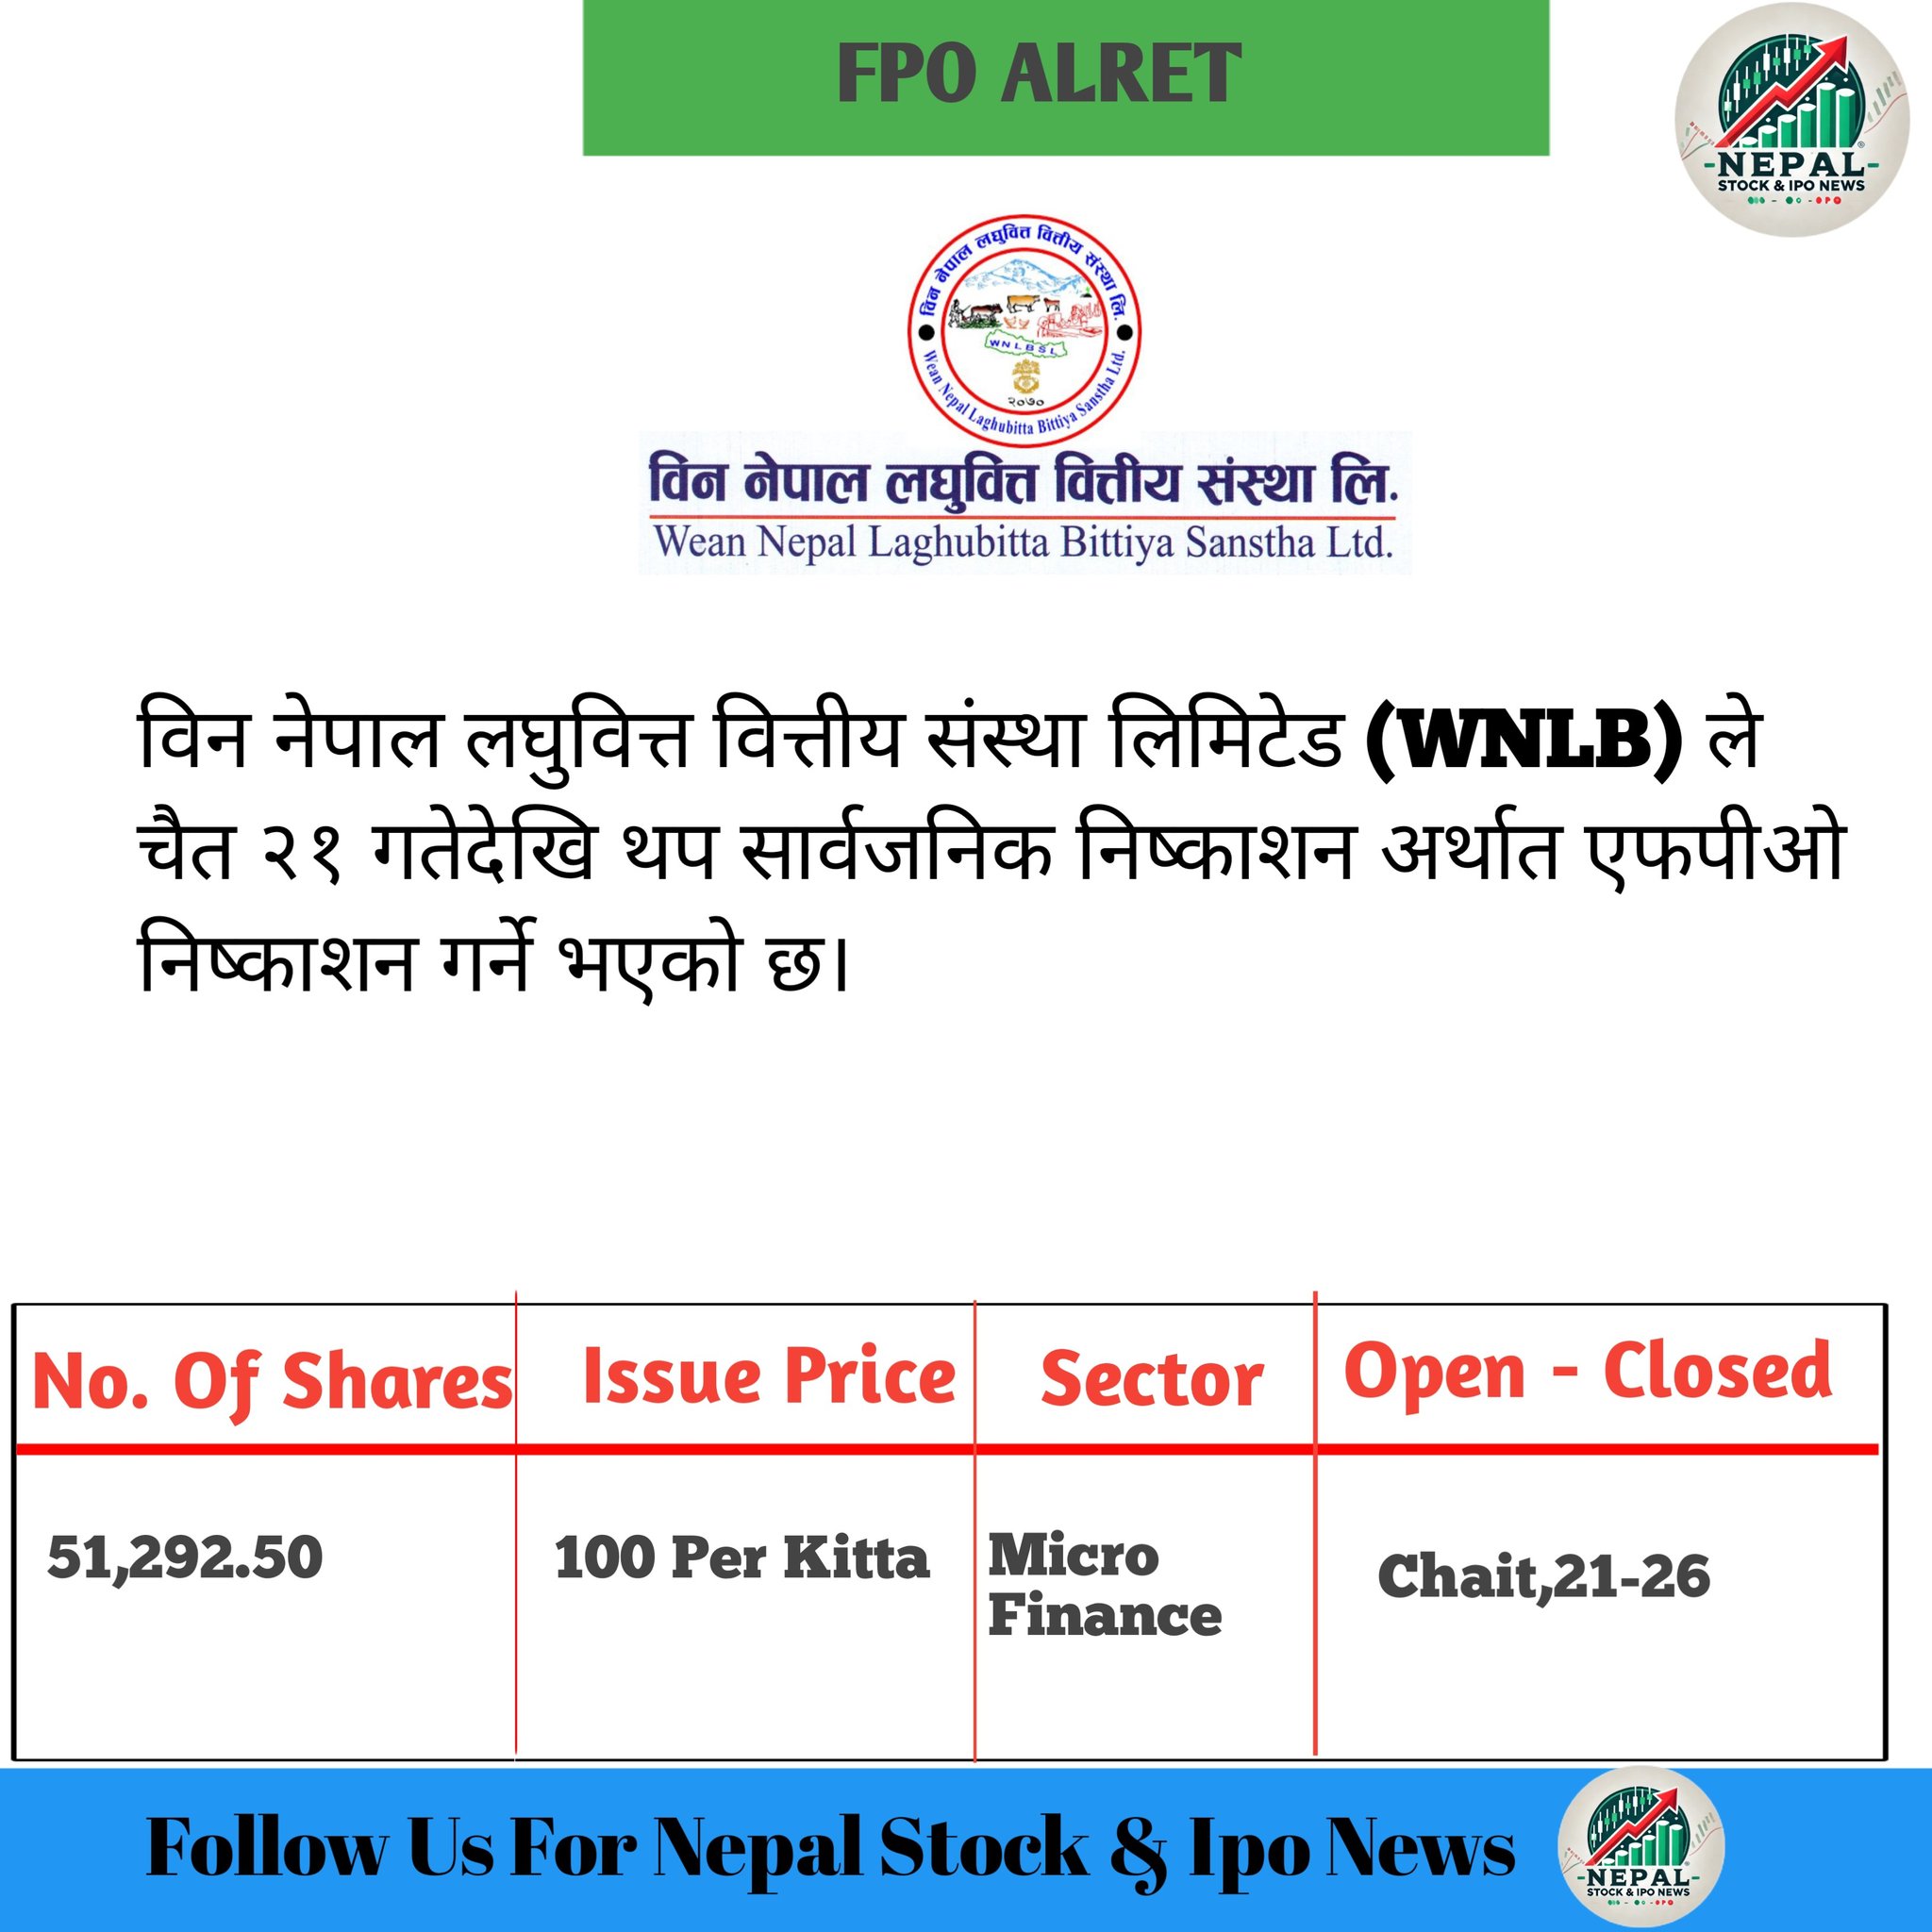 FPO ALRET
NEPAL
STOCK & IPO NEWS
विन नेपाल लघुवित्त वित्तीय संस्था लि.
WNLBSL
२०७०
Wean Nepal Laghubitta Bittiya Sanstha Ltd.
विन नेपाल लघुवित्त वित्तीय संस्था लि.
Wean Nepal Laghubitta Bittiya Sanstha Ltd.
विन नेपाल लघुवित्त वित्तीय संस्था लिमिटेड (WNLB) ले
चैत २१ गतेदेखि थप सार्वजनिक निष्काशन अर्थात एफपीओ
निष्काशन गर्ने भएको छ।
No. Of Shares Issue Price Sector Open - Closed
51,292.50 100 Per Kitta Micro Finance Chait,21-26
Follow Us For Nepal Stock & Ipo News
NEPAL
STOCK & IPO NEWS